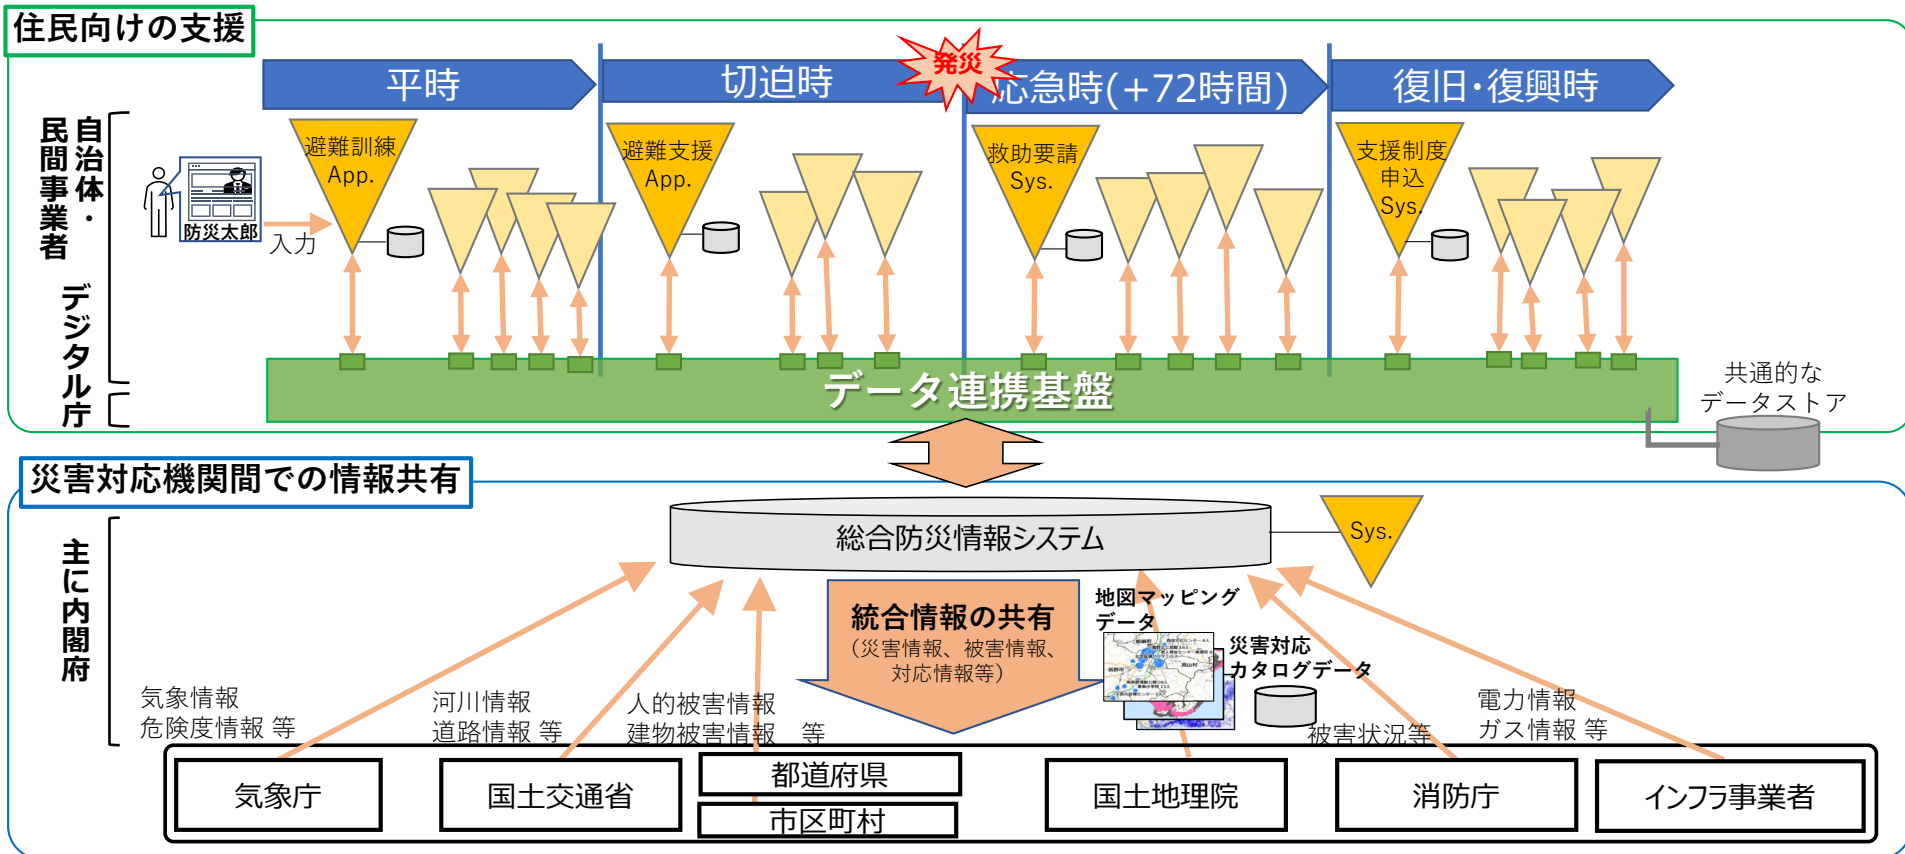 住民向けの支援
平時
切迫時
発災
応急時(+72時間)
復旧・復興時
自治体・
民間事業者
デジタル庁
防災太郎
入力
避難訓練
App.
避難支援
App.
救助要請
Sys.
支援制度
申込
Sys.
データ連携基盤
共通的な
データストア
災害対応機関間での情報共有
主に内閣府
総合防災情報システム
Sys.
統合情報の共有
(災害情報、被害情報、
対応情報等)
地図マッピング
データ
災害対応
カタログデータ
気象情報
危険度情報 等
河川情報
道路情報 等
人的被害情報
建物被害情報 等
被害状況等
電力情報
ガス情報 等
気象庁
国土交通省
都道府県
市区町村
国土地理院
消防庁
インフラ事業者